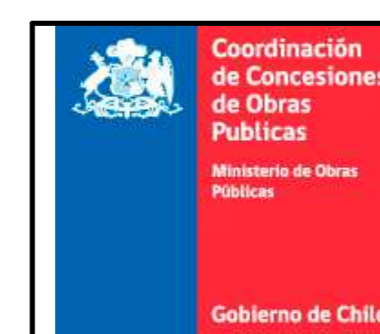 Coordinación
de Concesiones
de Obras
Publicas
Ministerio de Obras
Públicas
Gobierno de Chile